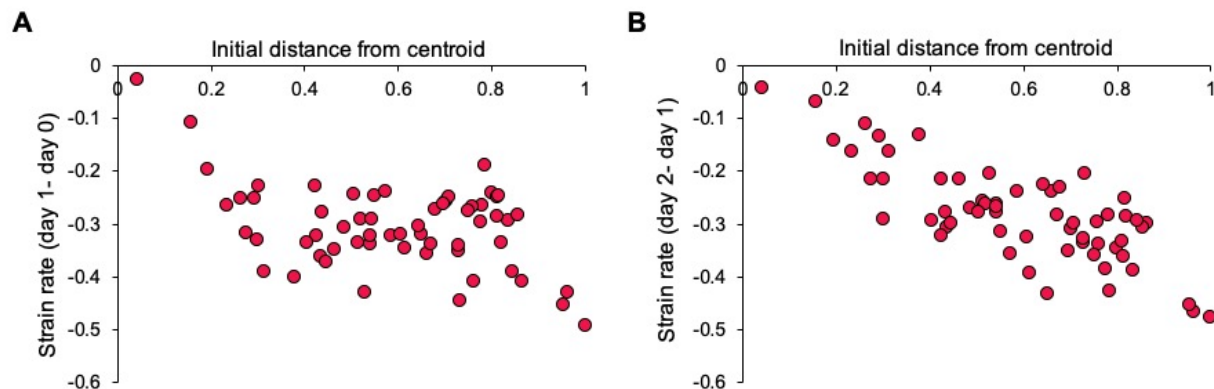 A
Initial distance from centroid
0 0.2 0.4 0.6 0.8 1
0
-0.1
-0.2
-0.3
-0.4
-0.5
-0.6
Strain rate (day 1- day 0)
B
Initial distance from centroid
0 0.2 0.4 0.6 0.8 1
0
-0.1
-0.2
-0.3
-0.4
-0.5
-0.6
Strain rate (day 2- day 1)